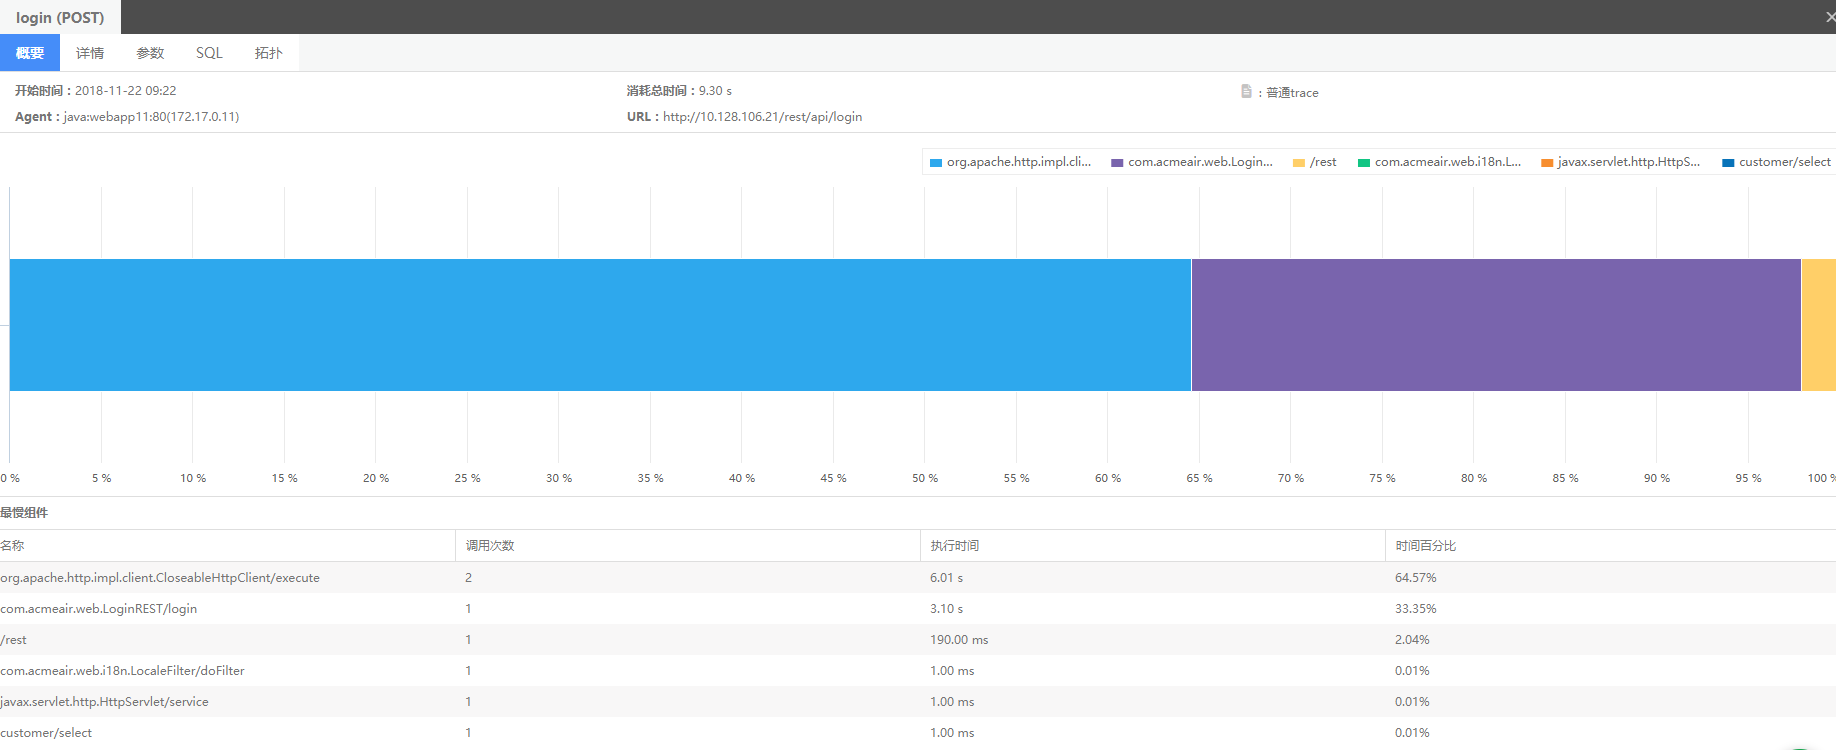 login (POST)
概要 详情 参数 SQL 拓扑
开始时间：2018-11-22 09:22 消耗总时间：9.30 s ：普通trace
Agent：java:webapp11:80(172.17.0.11) URL：http://10.128.106.21/rest/api/login
org.apache.http.impl.cli... com.acmeair.web.Login... /rest com.acmeair.web.i18n.L... javax.servlet.http.HttpS... customer/select
0 % 5 % 10 % 15 % 20 % 25 % 30 % 35 % 40 % 45 % 50 % 55 % 60 % 65 % 70 % 75 % 80 % 85 % 90 % 95 % 100 %
最慢组件
名称 调用次数 执行时间 时间百分比
org.apache.http.impl.client.CloseableHttpClient/execute 2 6.01 s 64.57%
com.acmeair.web.LoginREST/login 1 3.10 s 33.35%
/rest 1 190.00 ms 2.04%
com.acmeair.web.i18n.LocaleFilter/doFilter 1 1.00 ms 0.01%
javax.servlet.http.HttpServlet/service 1 1.00 ms 0.01%
customer/select 1 1.00 ms 0.01%